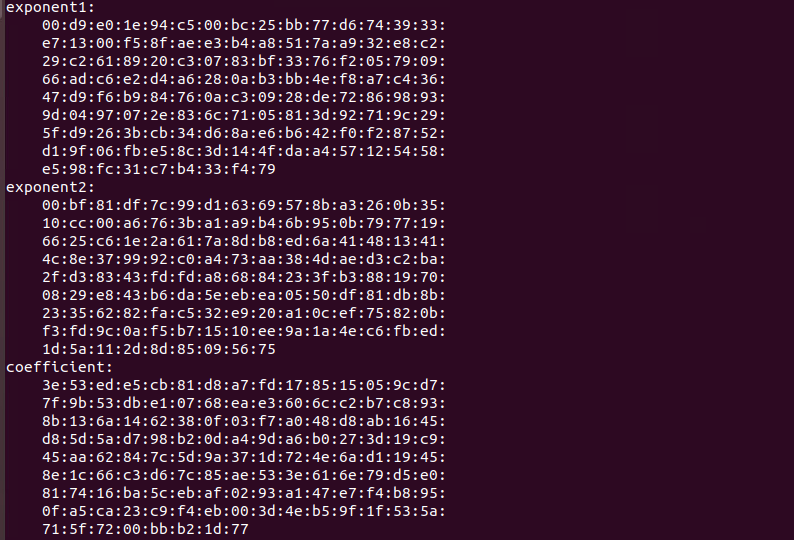 exponent1:
00:d9:e0:1e:94:c5:00:bc:25:bb:77:d6:74:39:33:
e7:13:00:f5:8f:ae:e3:b4:a8:51:7a:a9:32:e8:c2:
29:c2:61:89:20:c3:07:83:bf:33:76:f2:05:79:09:
66:ad:c6:e2:d4:a6:28:0a:b3:bb:4e:f8:a7:c4:36:
47:d9:f6:b9:84:76:0a:c3:09:28:de:72:86:98:93:
9d:04:97:07:2e:83:6c:71:05:81:3d:92:71:9c:29:
5f:d9:26:3b:cb:34:d6:8a:e6:b6:42:f0:f2:87:52:
d1:9f:06:fb:e5:8c:3d:14:4f:da:a4:57:12:54:58:
e5:98:fc:31:c7:b4:33:f4:79
exponent2:
00:bf:81:df:7c:99:d1:63:69:57:8b:a3:26:0b:35:
10:cc:00:a6:76:3b:a1:a9:b4:6b:95:0b:79:77:19:
66:25:c6:1e:2a:61:7a:8d:b8:ed:6a:41:48:13:41:
4c:8e:37:99:92:c0:a4:73:aa:38:4d:ae:d3:c2:ba:
2f:d3:83:43:fd:fd:a8:68:84:23:3f:b3:88:19:70:
08:29:e8:43:b6:da:5e:eb:ea:05:50:df:81:db:8b:
23:35:62:82:fa:c5:32:e9:20:a1:0c:ef:75:82:0b:
f3:fd:9c:0a:f5:b7:15:10:ee:9a:1a:4e:c6:fb:ed:
1d:5a:11:2d:8d:85:09:56:75
coefficient:
3e:53:ed:e5:cb:81:d8:a7:fd:17:85:15:05:9c:d7:
7f:9b:53:db:e1:07:68:ea:e3:60:6c:c2:b7:c8:93:
8b:13:6a:14:62:38:0f:03:f7:a0:48:d8:ab:16:45:
d8:5d:5a:d7:98:b2:0d:a4:9d:a6:b0:27:3d:19:c9:
45:aa:62:84:7c:5d:9a:37:1d:72:4e:6a:d1:19:45:
8e:1c:66:c3:d6:7c:85:ae:53:3e:61:6e:79:d5:e0:
81:74:16:ba:5c:eb:af:02:93:a1:47:e7:f4:b8:95:
0f:a5:ca:23:c9:f4:eb:00:3d:4e:b5:9f:1f:53:5a:
71:5f:72:00:bb:b2:1d:77